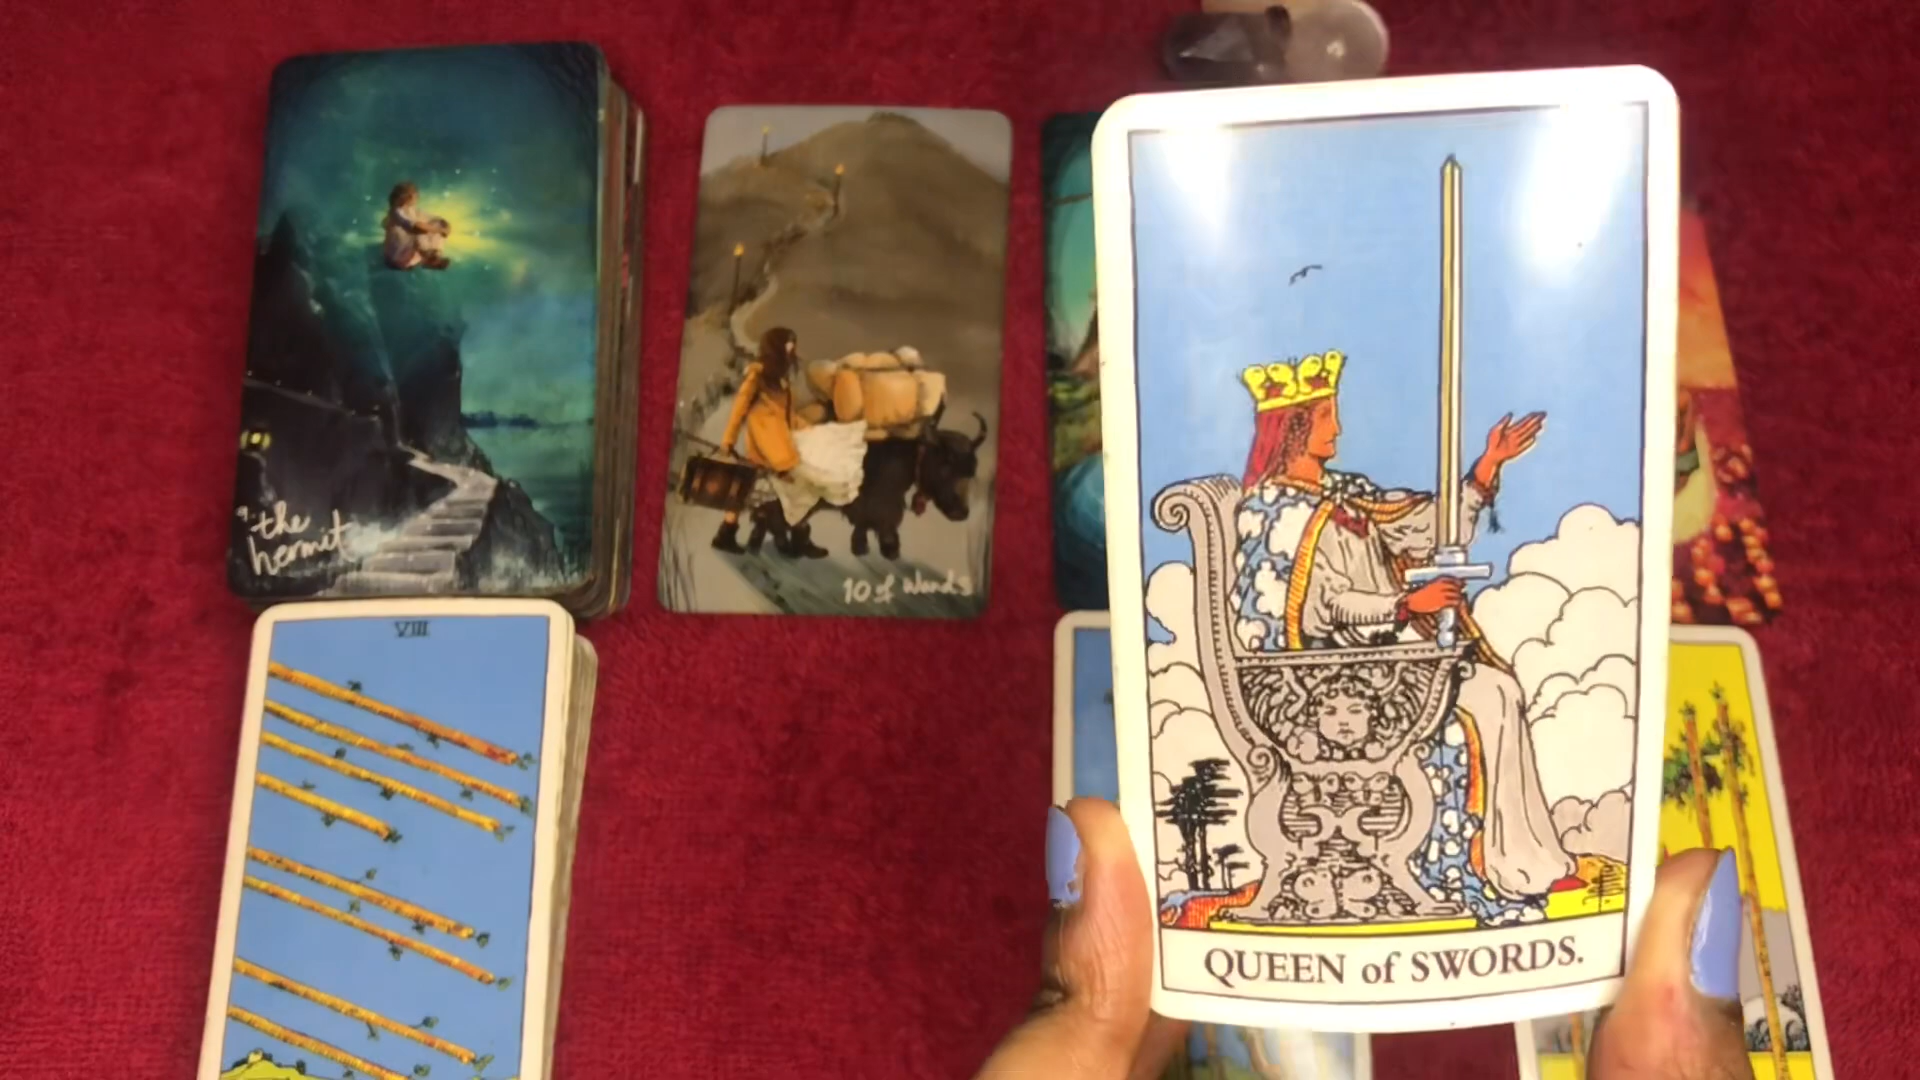 9.
the
hermit
10 of Wands
VIII
QUEEN of SWORDS.